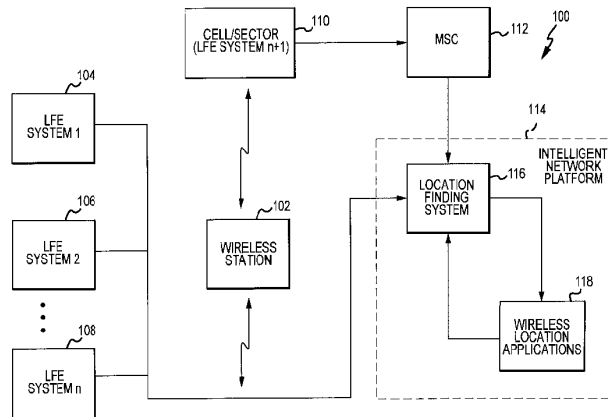 110
CELL/SECTOR
(LFE SYSTEM n+1)
112
MSC
100
104
LFE
SYSTEM 1
114
INTELLIGENT
NETWORK
PLATFORM
116
LOCATION
FINDING
SYSTEM
106
LFE
SYSTEM 2
102
WIRELESS
STATION
118
WIRELESS
LOCATION
APPLICATIONS
108
LFE
SYSTEM n